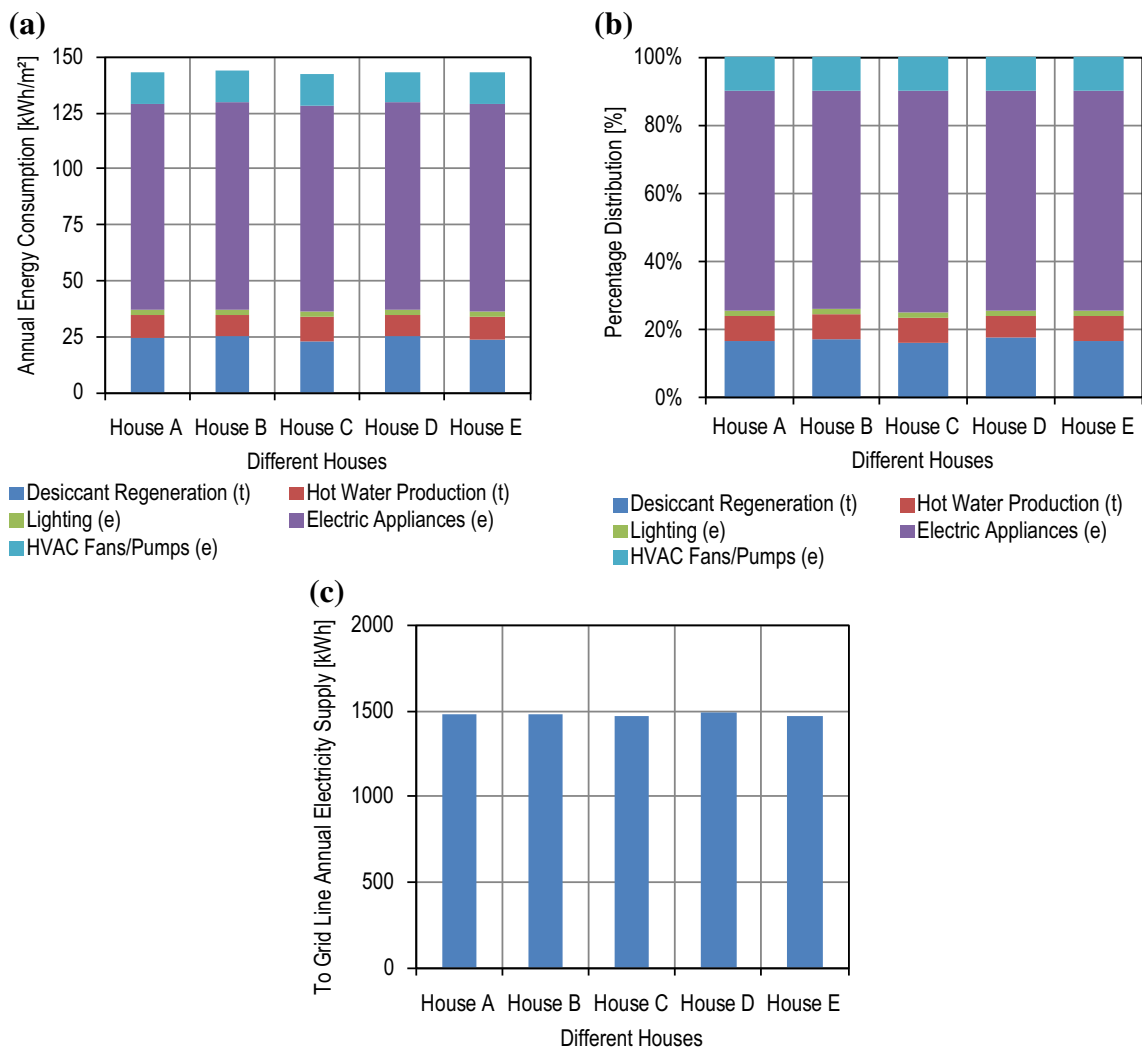 (a)
Annual Energy Consumption [kWh/m²]
150
125
100
75
50
25
0
House A House B House C House D House E
Different Houses
Desiccant Regeneration (t) Hot Water Production (t)
Lighting (e) Electric Appliances (e)
HVAC Fans/Pumps (e)
(b)
Percentage Distribution [%]
100%
80%
60%
40%
20%
0%
House A House B House C House D House E
Different Houses
Desiccant Regeneration (t) Hot Water Production (t)
Lighting (e) Electric Appliances (e)
HVAC Fans/Pumps (e)
(c)
To Grid Line Annual Electricity Supply [kWh]
2000
1500
1000
500
0
House A House B House C House D House E
Different Houses